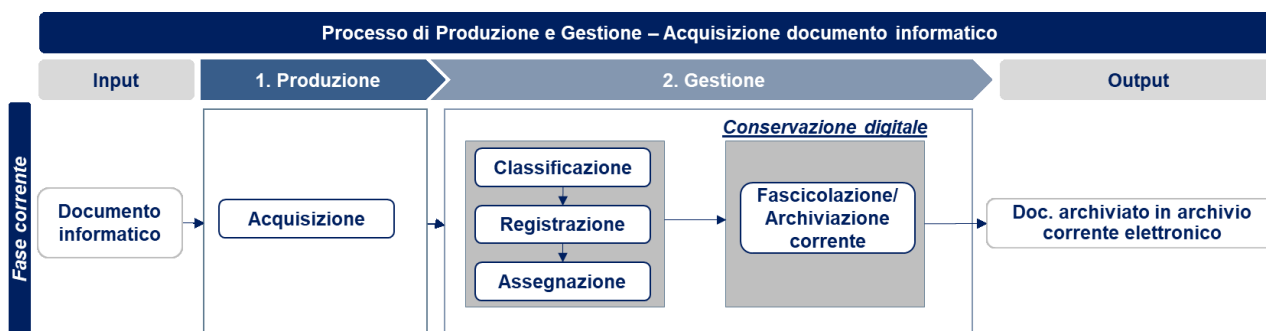 Processo di Produzione e Gestione – Acquisizione documento informatico
Input
1. Produzione
2. Gestione
Output
Fase corrente
Documento
informatico
Acquisizione
Classificazione
Registrazione
Assegnazione
Conservazione digitale
Fascicolazione/
Archiviazione
corrente
Doc. archiviato in archivio
corrente elettronico